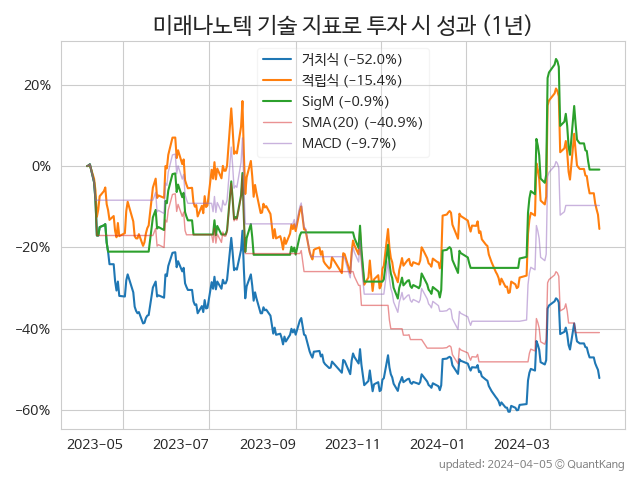 미래나노텍 기술 지표로 투자 시 성과 (1년)
거치식 (−52.0%)
적립식 (−15.4%)
SigM (−0.9%)
SMA(20) (−40.9%)
MACD (−9.7%)
20%
0%
−20%
−40%
−60%
2023−05 2023−07 2023−09 2023−11 2024−01 2024−03
updated: 2024−04−05 © QuantKang